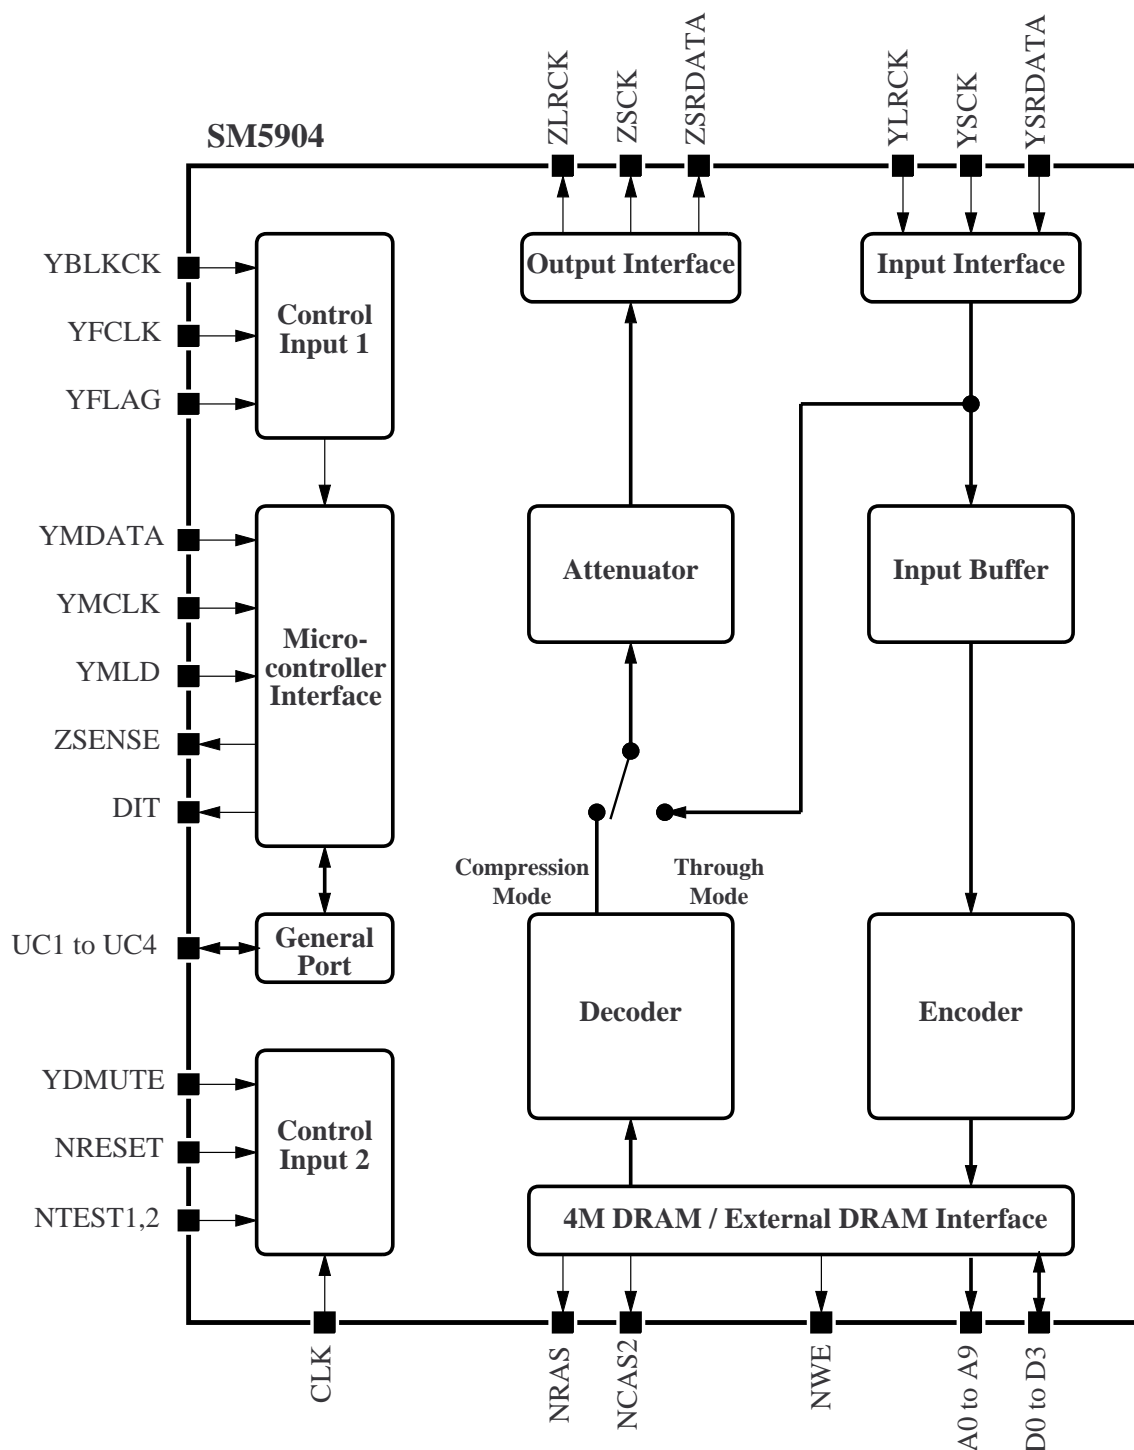 ZLRCK
ZSCK
ZSRDATA
YLRCK
YSCK
YSRDATA
SM5904
YBLKCK
YFCLK
YFLAG
Control
Input 1
Output Interface
Input Interface
YMDATA
YMCLK
YMLD
ZSENSE
DIT
Micro-
controller
Interface
Attenuator
Input Buffer
Compression
Mode
Through
Mode
UC1 to UC4
General
Port
Decoder
Encoder
YDMUTE
NRESET
NTEST1,2
Control
Input 2
4M DRAM / External DRAM Interface
CLK
NRAS
NCAS2
NWE
A0 to A9
D0 to D3